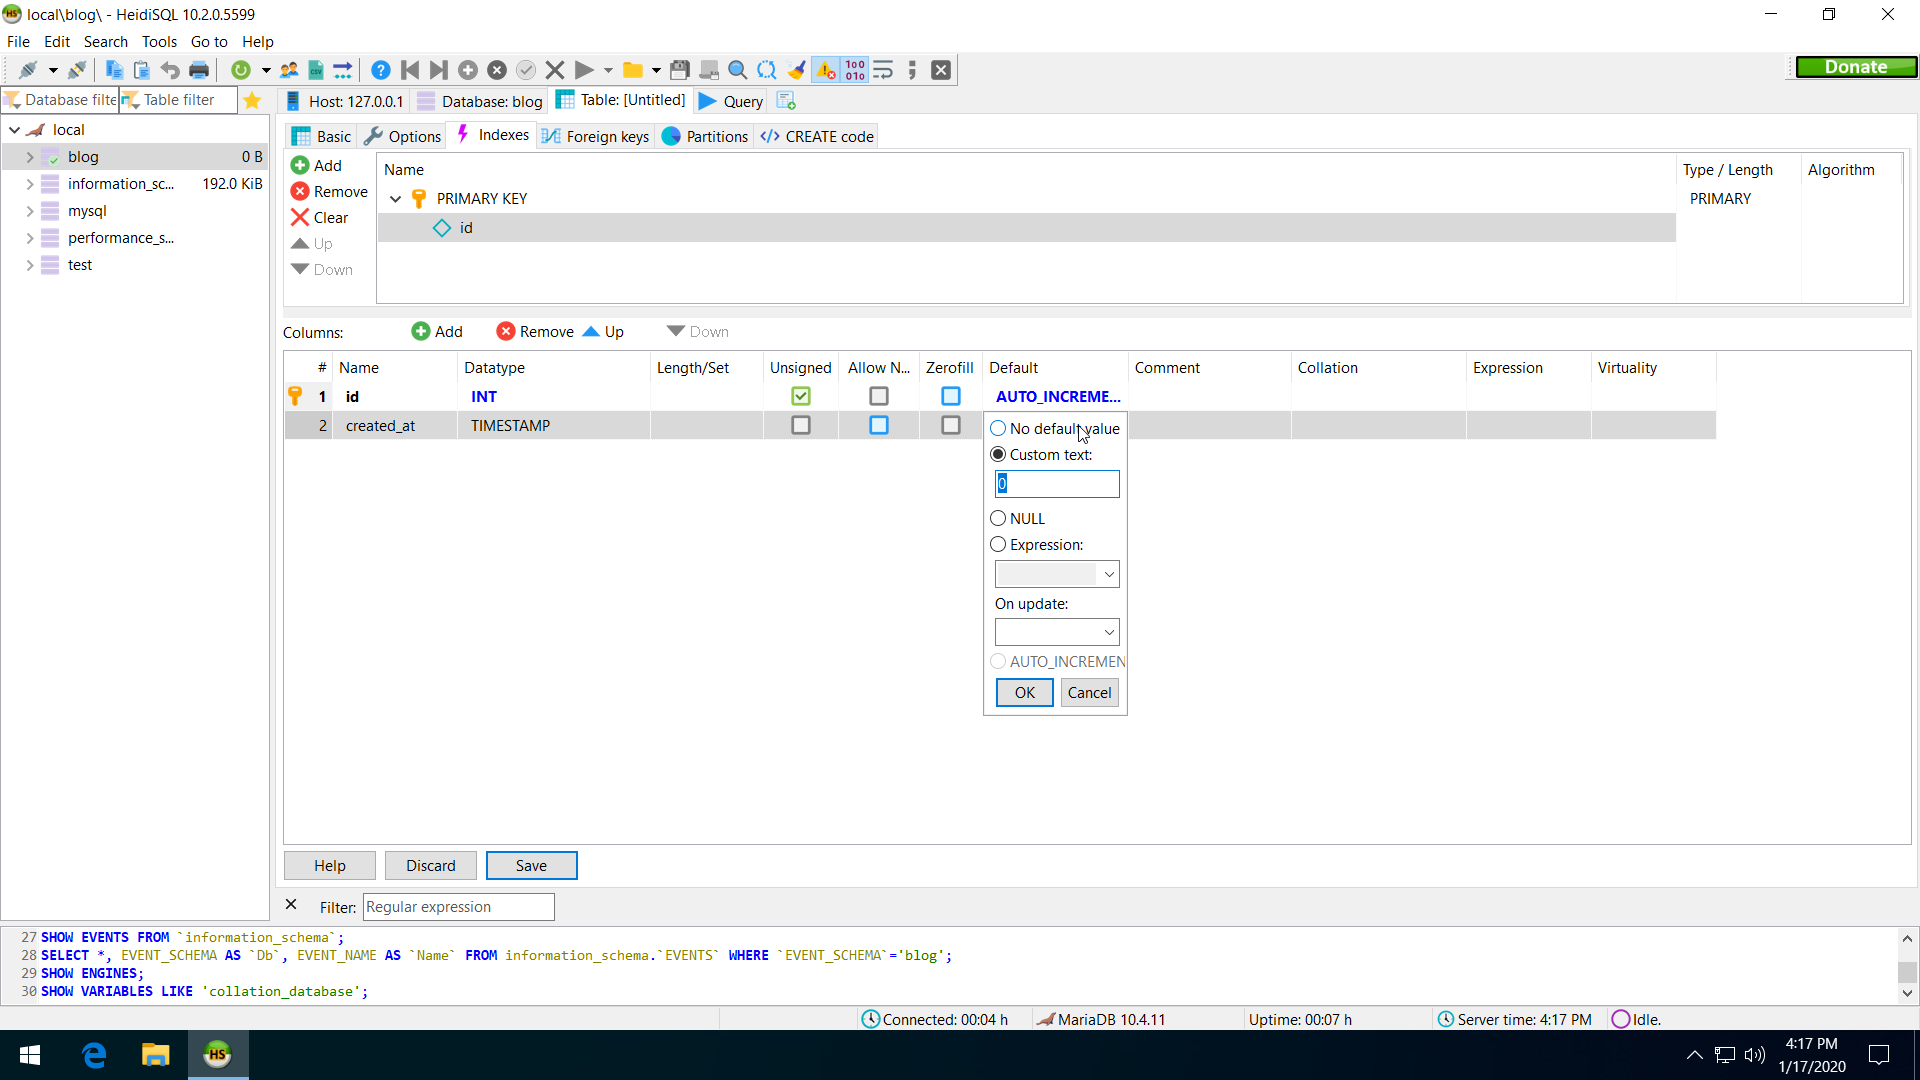 local\blog\ - HeidiSQL 10.2.0.5599
File Edit Search Tools Go to Help
Donate
Database filte Table filter
Host: 127.0.0.1 Database: blog Table: [Untitled] Query
local
blog 0 B
information_sc... 192.0 KiB
mysql
performance_s...
test
Basic Options Indexes Foreign keys Partitions CREATE code
Add
Remove
Clear
Up
Down
Name Type / Length Algorithm
PRIMARY KEY PRIMARY
id
Columns: Add Remove Up Down
# Name Datatype Length/Set Unsigned Allow N... Zerofill Default Comment Collation Expression Virtuality
1 id INT AUTO_INCREME...
2 created_at TIMESTAMP
No default value
Custom text:
0
NULL
Expression:
On update:
AUTO_INCREMEN
OK Cancel
Help Discard Save
Filter: Regular expression
27 SHOW EVENTS FROM `information_schema`;
28 SELECT *, EVENT_SCHEMA AS `Db`, EVENT_NAME AS `Name` FROM information_schema.`EVENTS` WHERE `EVENT_SCHEMA`='blog';
29 SHOW ENGINES;
30 SHOW VARIABLES LIKE 'collation_database';
Connected: 00:04 h MariaDB 10.4.11 Uptime: 00:07 h Server time: 4:17 PM Idle.
HS
4:17 PM
1/17/2020